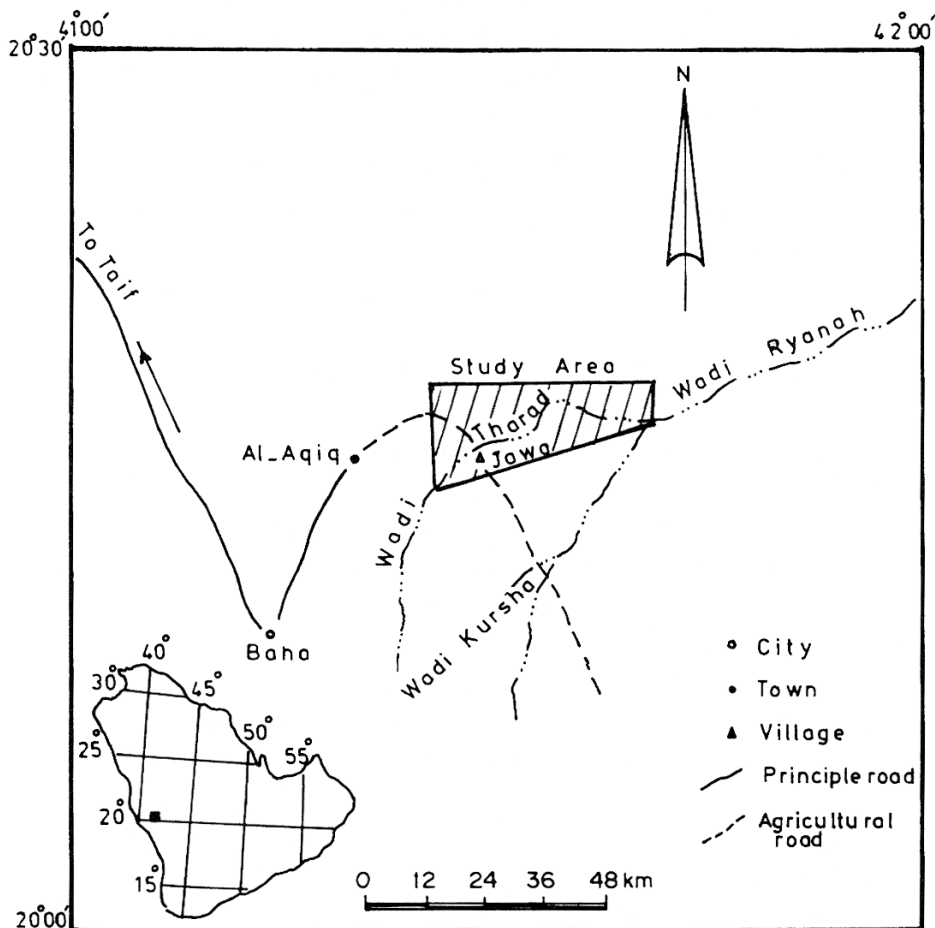 41°00'
42°00'
20°30'
N
To Taif
Wadi Ryanah
Study Area
Tharad
Al_Aqiq
Jawa
Wadi
Wadi Kursha
Baha
City
Town
Village
Principle road
Agricultural
road
40°
30°
45°
50°
25°
55°
20°
15°
0 12 24 36 48 km
20°00'